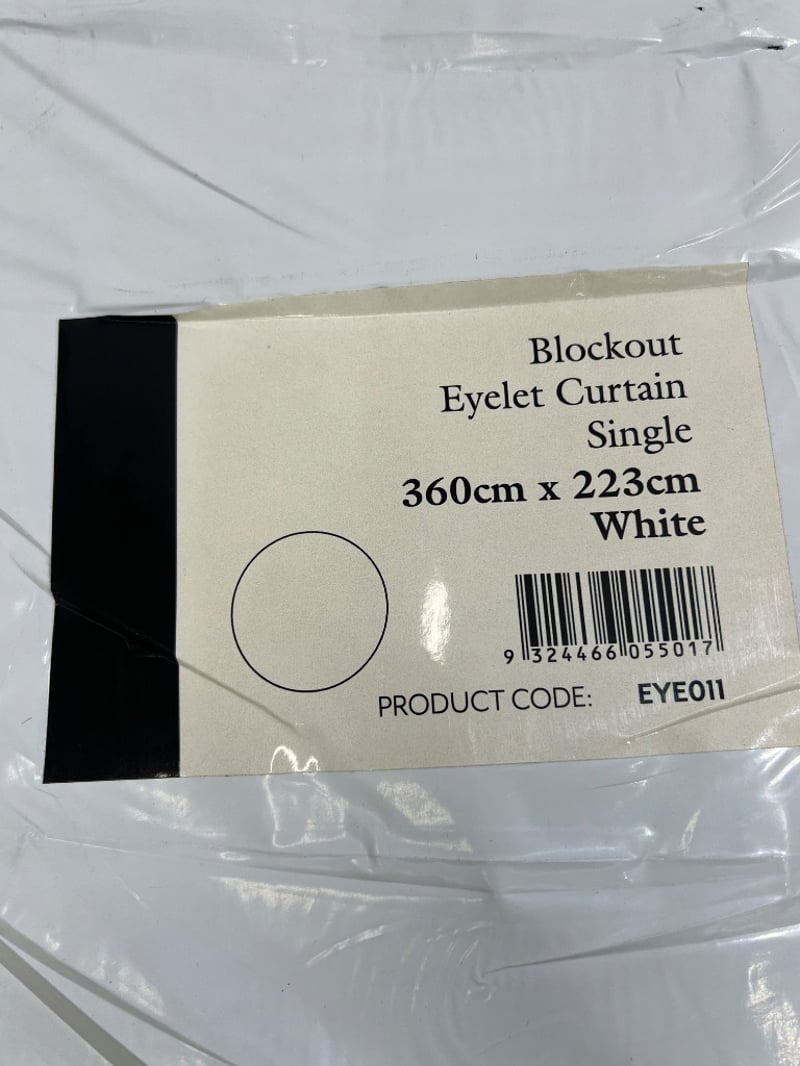 Blockout
Eyelet Curtain
Single
360cm x 223cm
White
9 324466 055017
PRODUCT CODE: EYE011